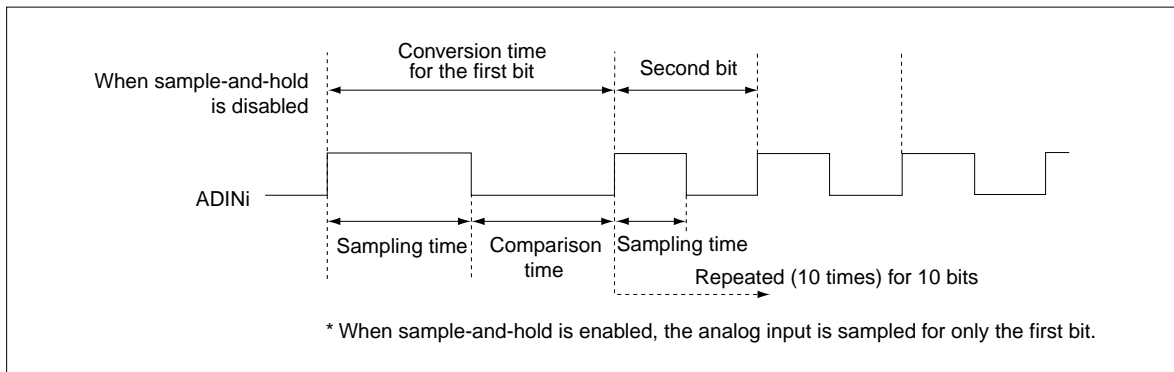 Conversion time
for the first bit
Second bit
When sample-and-hold
is disabled
ADINi
Sampling time
Comparison
time
Sampling time
Repeated (10 times) for 10 bits
* When sample-and-hold is enabled, the analog input is sampled for only the first bit.